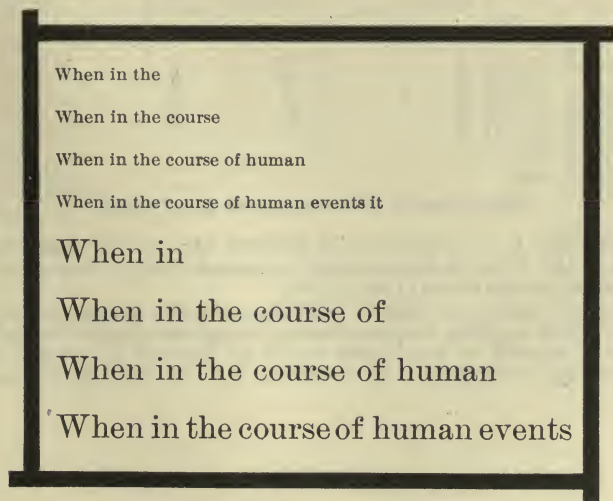 When in the
When in the course
When in the course of human
When in the course of human events it
When in
When in the course of
When in the course of human
When in the course of human events